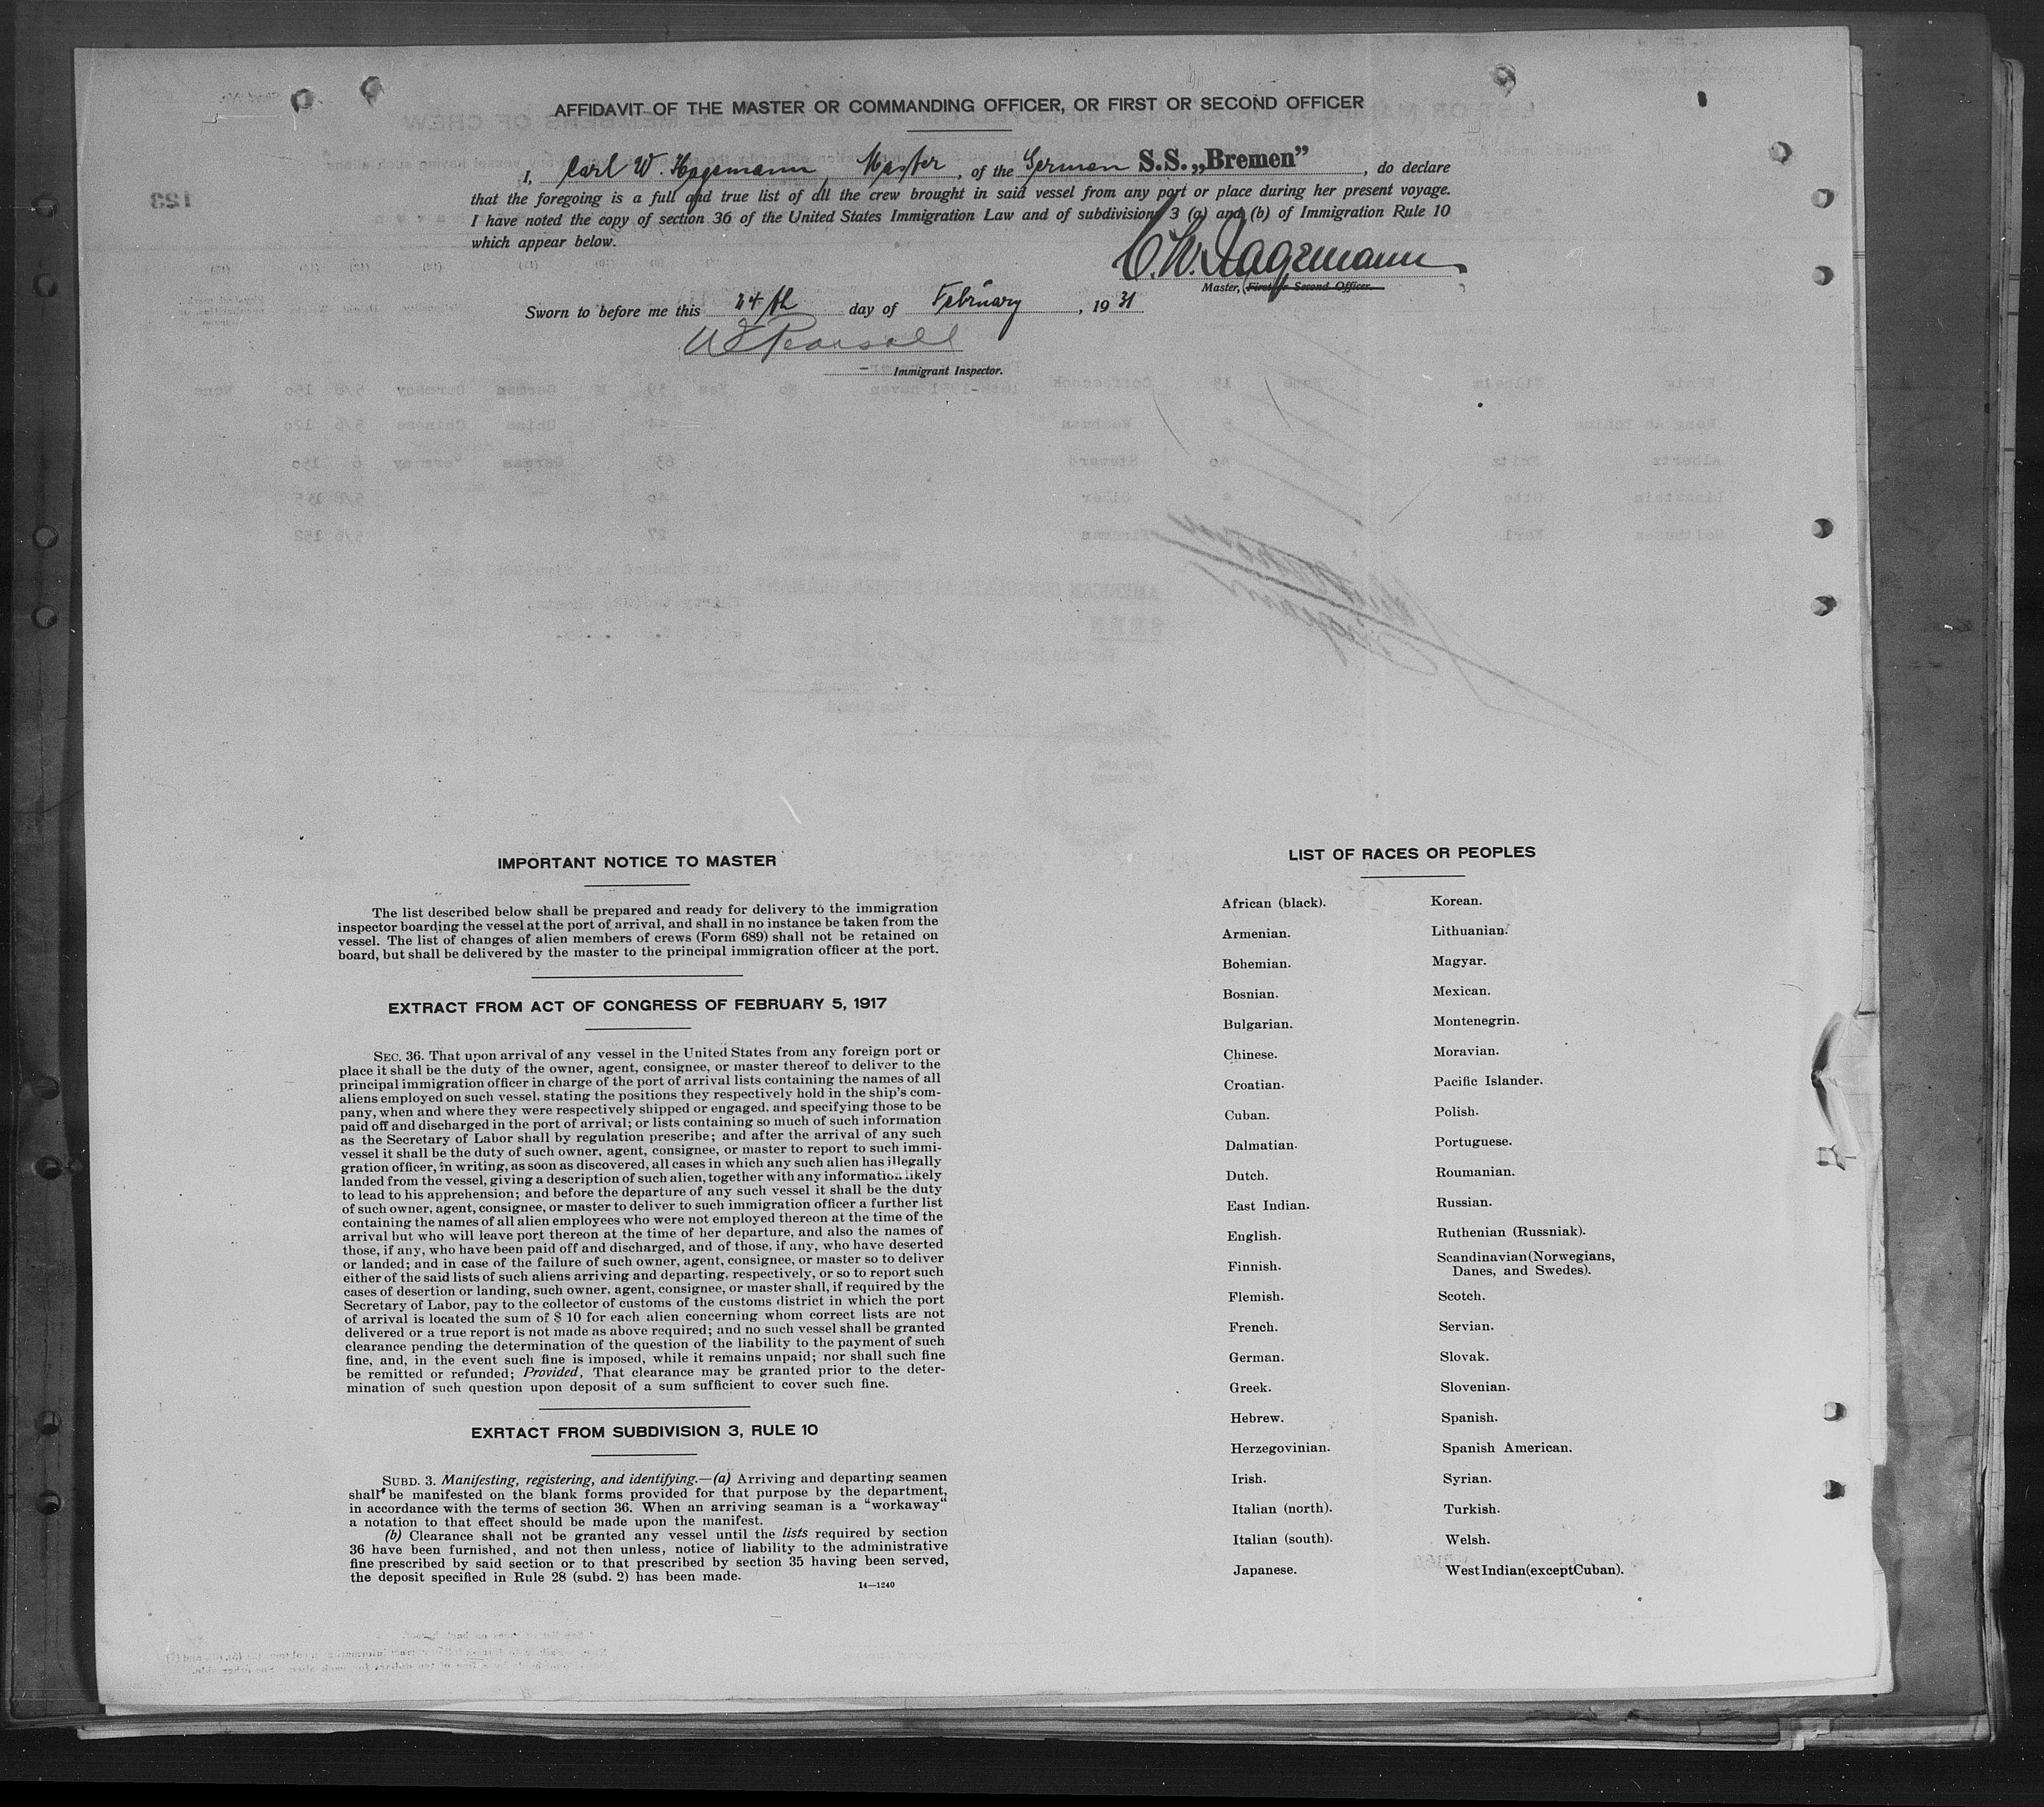 AFFIDAVIT OF THE MASTER OR COMMANDING OFFICER, OR FIRST OR SECOND OFFICER
I, Carl W. Hagemann, Master, of the German S.S. „Bremen", do declare
that the foregoing is a full and true list of all the crew brought in said vessel from any port or place during her present voyage.
I have noted the copy of section 36 of the United States Immigration Law and of subdivisions 3 (a) and (b) of Immigration Rule 10
which appear below.
C. W. Hagemann
Master, First or Second Officer.
Sworn to before me this 24th day of February, 1931
Pearsall
Immigrant Inspector.
IMPORTANT NOTICE TO MASTER
The list described below shall be prepared and ready for delivery to the immigration
inspector boarding the vessel at the port of arrival, and shall in no instance be taken from the
vessel. The list of changes of alien members of crews (Form 689) shall not be retained on
board, but shall be delivered by the master to the principal immigration officer at the port.
EXTRACT FROM ACT OF CONGRESS OF FEBRUARY 5, 1917
SEC. 36. That upon arrival of any vessel in the United States from any foreign port or
place it shall be the duty of the owner, agent, consignee, or master thereof to deliver to the
principal immigration officer in charge of the port of arrival lists containing the names of all
aliens employed on such vessel, stating the positions they respectively hold in the ship's com-
pany, when and where they were respectively shipped or engaged, and specifying those to be
paid off and discharged in the port of arrival; or lists containing so much of such information
as the Secretary of Labor shall by regulation prescribe; and after the arrival of any such
vessel it shall be the duty of such owner, agent, consignee, or master to report to such immi-
gration officer, in writing, as soon as discovered, all cases in which any such alien has illegally
landed from the vessel, giving a description of such alien, together with any information likely
to lead to his apprehension; and before the departure of any such vessel it shall be the duty
of such owner, agent, consignee, or master to deliver to such immigration officer a further list
containing the names of all alien employees who were not employed thereon at the time of the
arrival but who will leave port thereon at the time of her departure, and also the names of
those, if any, who have been paid off and discharged, and of those, if any, who have deserted
or landed; and in case of the failure of such owner, agent, consignee, or master so to deliver
either of the said lists of such aliens arriving and departing, respectively, or so to report such
cases of desertion or landing, such owner, agent, consignee, or master shall, if required by the
Secretary of Labor, pay to the collector of customs of the customs district in which the port
of arrival is located the sum of $ 10 for each alien concerning whom correct lists are not
delivered or a true report is not made as above required; and no such vessel shall be granted
clearance pending the determination of the question of the liability to the payment of such
fine, and, in the event such fine is imposed, while it remains unpaid; nor shall such fine
be remitted or refunded; Provided, That clearance may be granted prior to the deter-
mination of such question upon deposit of a sum sufficient to cover such fine.
EXRTACT FROM SUBDIVISION 3, RULE 10
SUBD. 3. Manifesting, registering, and identifying.—(a) Arriving and departing seamen
shall be manifested on the blank forms provided for that purpose by the department,
in accordance with the terms of section 36. When an arriving seaman is a "workaway"
a notation to that effect should be made upon the manifest.
(b) Clearance shall not be granted any vessel until the lists required by section
36 have been furnished, and not then unless, notice of liability to the administrative
fine prescribed by said section or to that prescribed by section 35 having been served,
the deposit specified in Rule 28 (subd. 2) has been made.
14—1240
LIST OF RACES OR PEOPLES
African (black).
Armenian.
Bohemian.
Bosnian.
Bulgarian.
Chinese.
Croatian.
Cuban.
Dalmatian.
Dutch.
East Indian.
English.
Finnish.
Flemish.
French.
German.
Greek.
Hebrew.
Herzegovinian.
Irish.
Italian (north).
Italian (south).
Japanese.
Korean.
Lithuanian.
Magyar.
Mexican.
Montenegrin.
Moravian.
Pacific Islander.
Polish.
Portuguese.
Roumanian.
Russian.
Ruthenian (Russniak).
Scandinavian(Norwegians,
Danes, and Swedes).
Scotch.
Servian.
Slovak.
Slovenian.
Spanish.
Spanish American.
Syrian.
Turkish.
Welsh.
West Indian(exceptCuban).